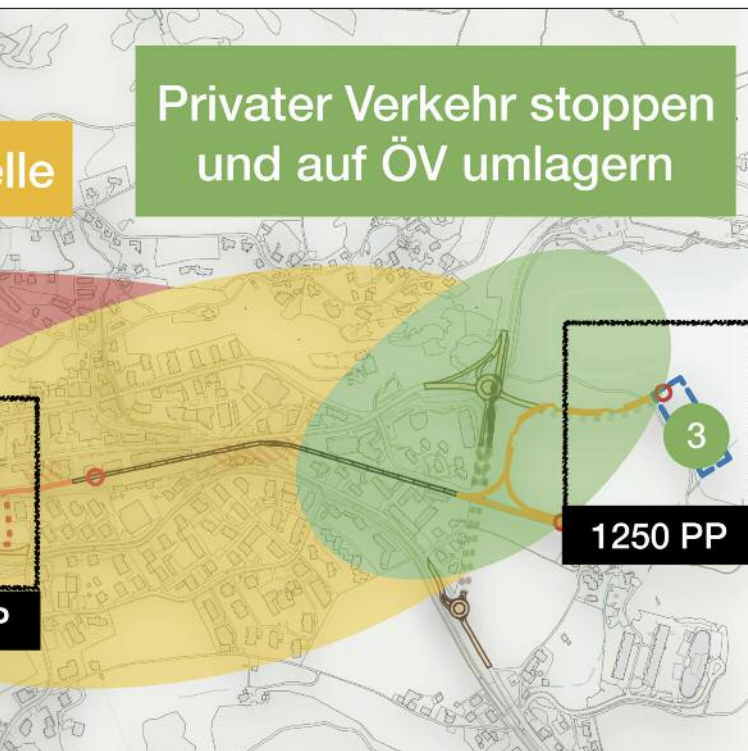 Privater Verkehr stoppen
und auf ÖV umlagern
elle
3
1250 PP
P